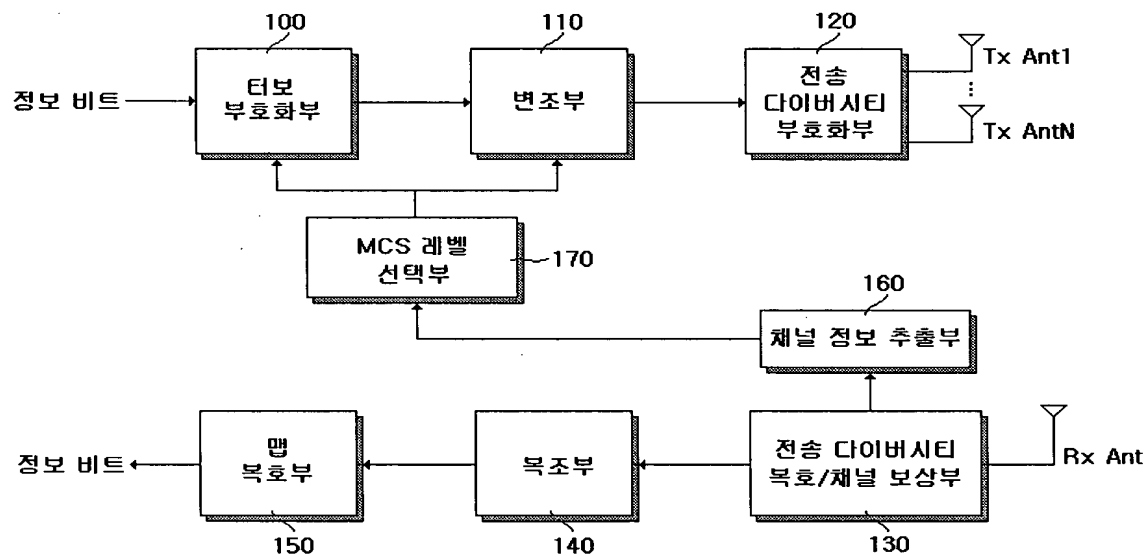 100
110
120
정보 비트
터보
부호화부
변조부
전송
다이버시티
부호화부
Tx Ant1
Tx AntN
MCS 레벨
선택부
170
160
채널 정보 추출부
정보 비트
맵
복호부
복조부
전송 다이버시티
복호/채널 보상부
Rx Ant
150
140
130